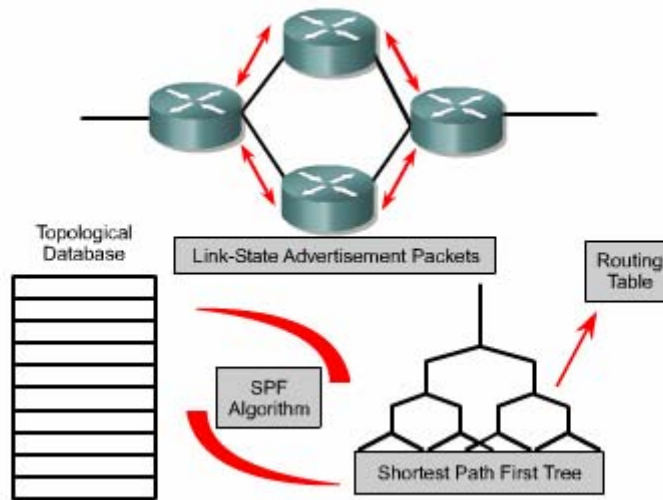 Link-State Advertisement Packets
Topological
Database
Routing
Table
SPF
Algorithm
Shortest Path First Tree